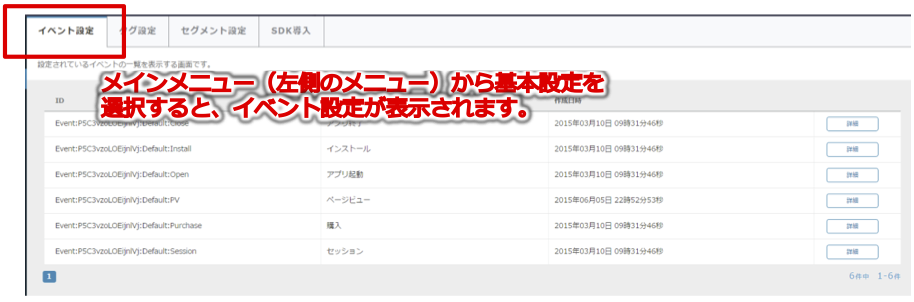 イベント設定 タグ設定 セグメント設定 SDK導入
設定されているイベントの一覧を表示する画面です。
メインメニュー（左側のメニュー）から基本設定を
選択すると、イベント設定が表示されます。
ID 作成日時
Event:P5C3vzoLOEijnlVj:Default:Close アプリ終了 2015年03月10日 09時31分46秒 詳細
Event:P5C3vzoLOEijnlVj:Default:Install インストール 2015年03月10日 09時31分46秒 詳細
Event:P5C3vzoLOEijnlVj:Default:Open アプリ起動 2015年03月10日 09時31分46秒 詳細
Event:P5C3vzoLOEijnlVj:Default:PV ページビュー 2015年06月05日 22時52分53秒 詳細
Event:P5C3vzoLOEijnlVj:Default:Purchase 購入 2015年03月10日 09時31分46秒 詳細
Event:P5C3vzoLOEijnlVj:Default:Session セッション 2015年03月10日 09時31分46秒 詳細
1 6件中 1-6件